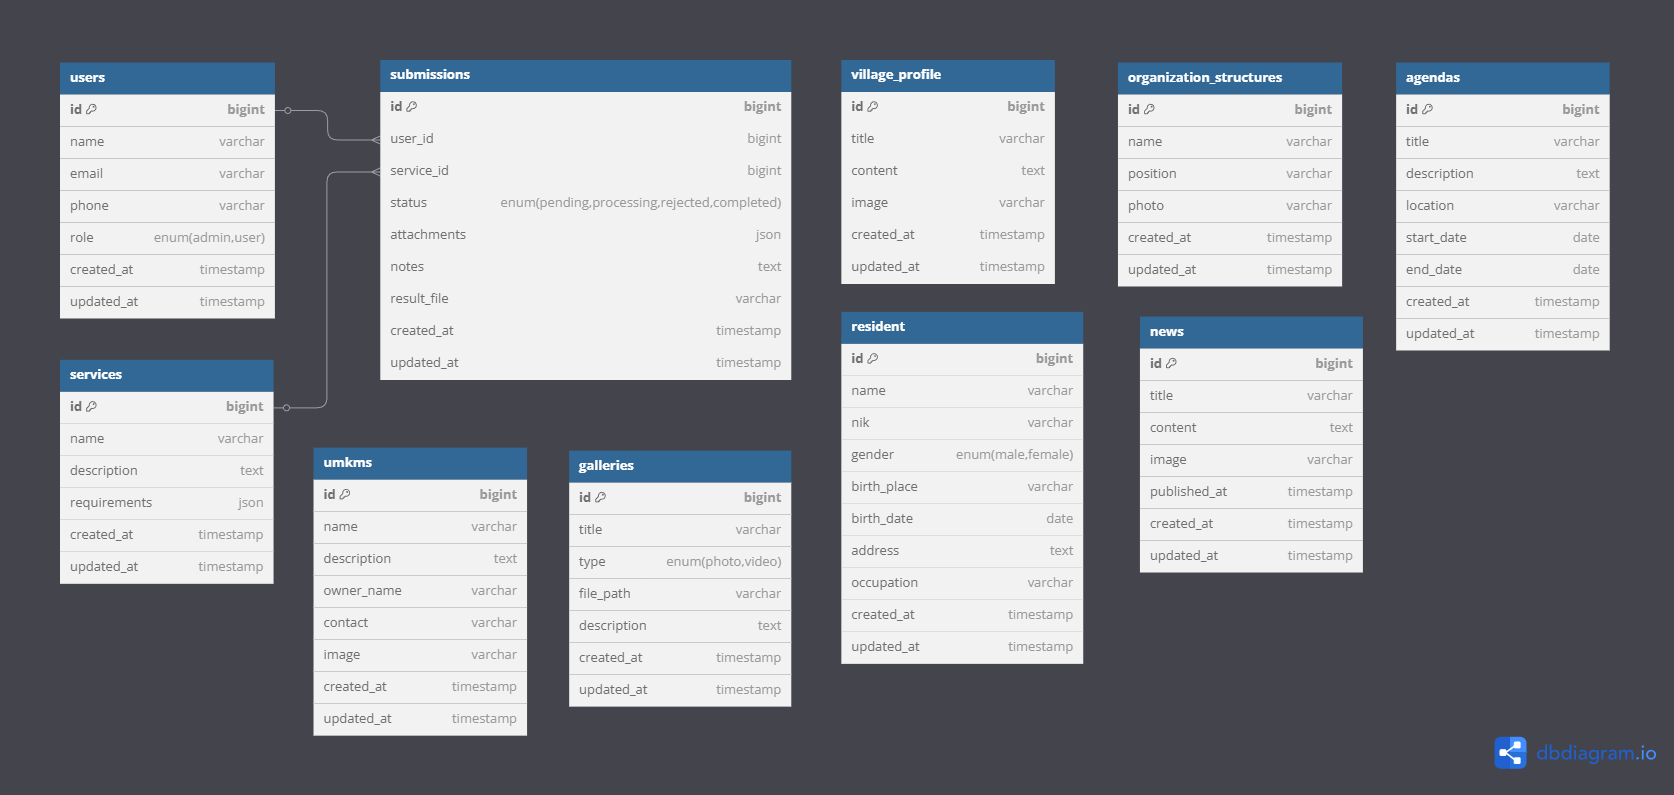 users
id bigint
name varchar
email varchar
phone varchar
role enum(admin,user)
created_at timestamp
updated_at timestamp
submissions
id bigint
user_id bigint
service_id bigint
status enum(pending,processing,rejected,completed)
attachments json
notes text
result_file varchar
created_at timestamp
updated_at timestamp
village_profile
id bigint
title varchar
content text
image varchar
created_at timestamp
updated_at timestamp
organization_structures
id bigint
name varchar
position varchar
photo varchar
created_at timestamp
updated_at timestamp
agendas
id bigint
title varchar
description text
location varchar
start_date date
end_date date
created_at timestamp
updated_at timestamp
services
id bigint
name varchar
description text
requirements json
created_at timestamp
updated_at timestamp
umkms
id bigint
name varchar
description text
owner_name varchar
contact varchar
image varchar
created_at timestamp
updated_at timestamp
galleries
id bigint
title varchar
type enum(photo,video)
file_path varchar
description text
created_at timestamp
updated_at timestamp
resident
id bigint
name varchar
nik varchar
gender enum(male,female)
birth_place varchar
birth_date date
address text
occupation varchar
created_at timestamp
updated_at timestamp
news
id bigint
title varchar
content text
image varchar
published_at timestamp
created_at timestamp
updated_at timestamp
dbdiagram.io